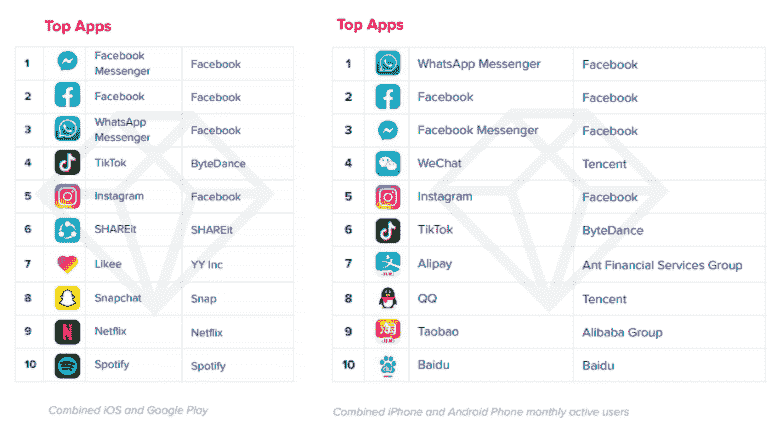 Top Apps
1 Facebook Messenger Facebook
2 Facebook Facebook
3 WhatsApp Messenger Facebook
4 TikTok ByteDance
5 Instagram Facebook
6 SHAREit SHAREit
7 Likee YY Inc
8 Snapchat Snap
9 Netflix Netflix
10 Spotify Spotify
Combined iOS and Google Play
Top Apps
1 WhatsApp Messenger Facebook
2 Facebook Facebook
3 Facebook Messenger Facebook
4 WeChat Tencent
5 Instagram Facebook
6 TikTok ByteDance
7 Alipay Ant Financial Services Group
8 QQ Tencent
9 Taobao Alibaba Group
10 Baidu Baidu
Combined iPhone and Android Phone monthly active users